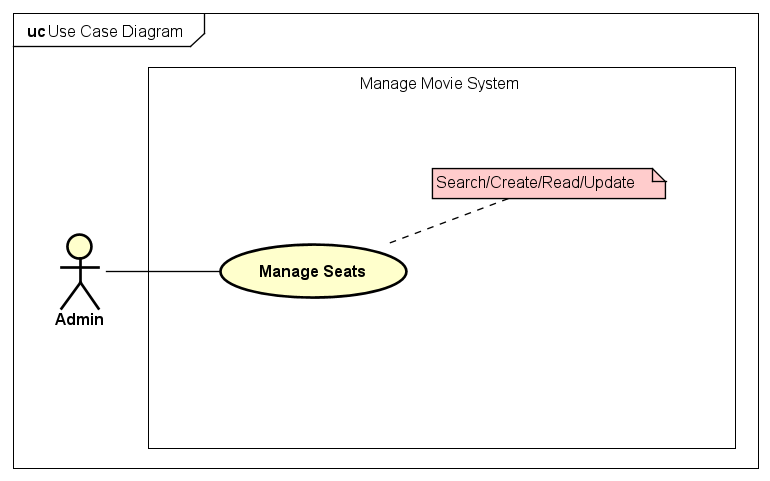 uc Use Case Diagram
Manage Movie System
Search/Create/Read/Update
Manage Seats
Admin